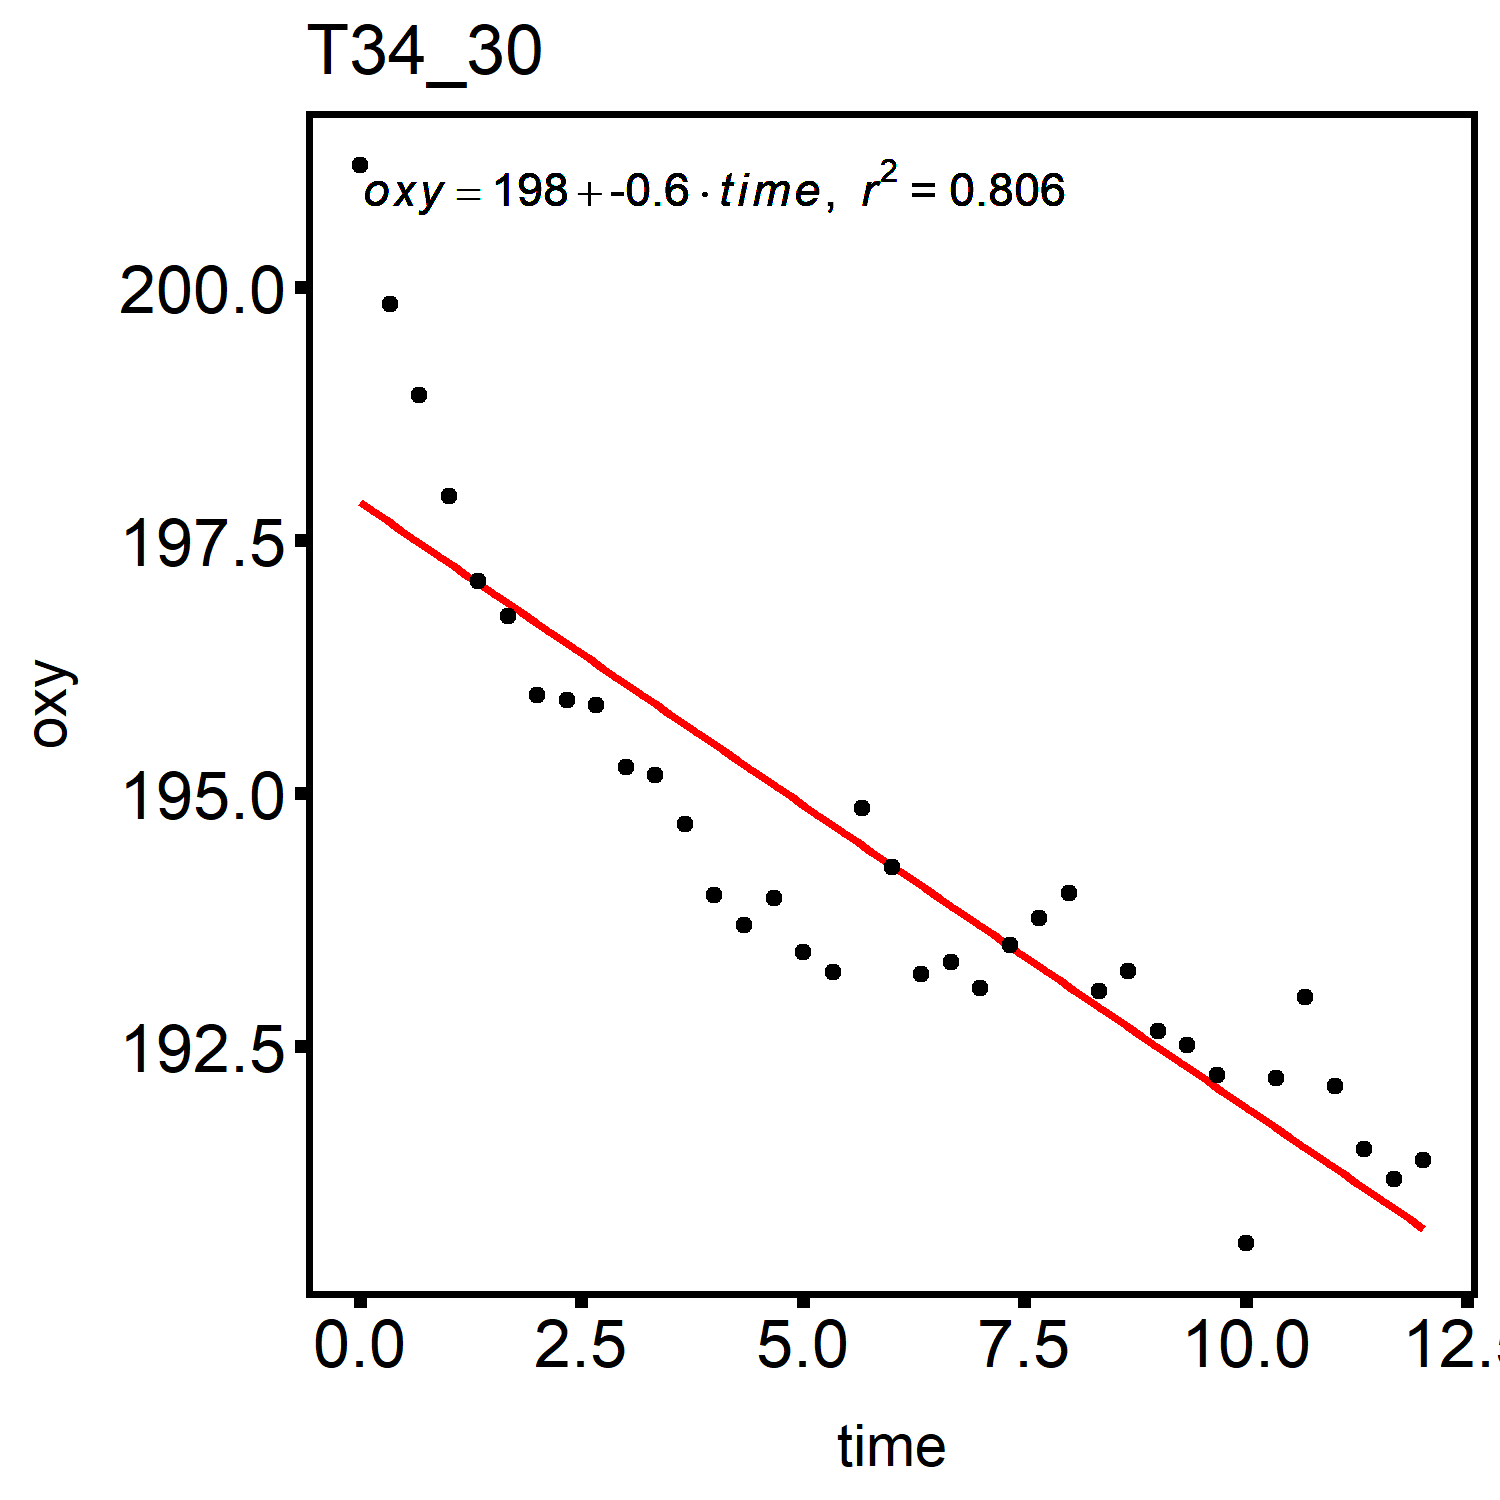 T34_30
oxy = 198 + -0.6 · time, r² = 0.806
200.0
197.5
195.0
192.5
oxy
0.0 2.5 5.0 7.5 10.0 12.5
time